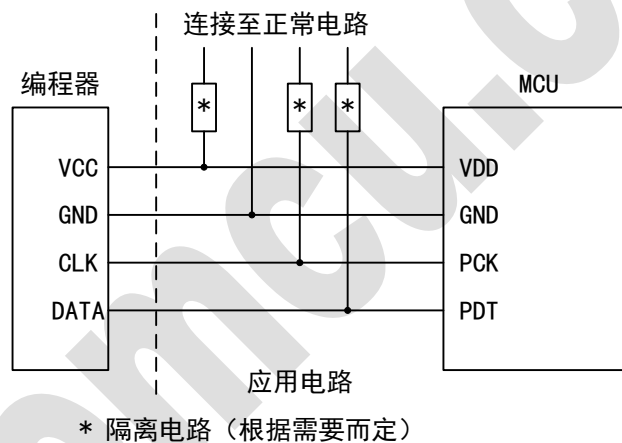 连接至正常电路
编程器
MCU
* * *
VCC VDD
GND GND
CLK PCK
DATA PDT
应用电路
* 隔离电路（根据需要而定）